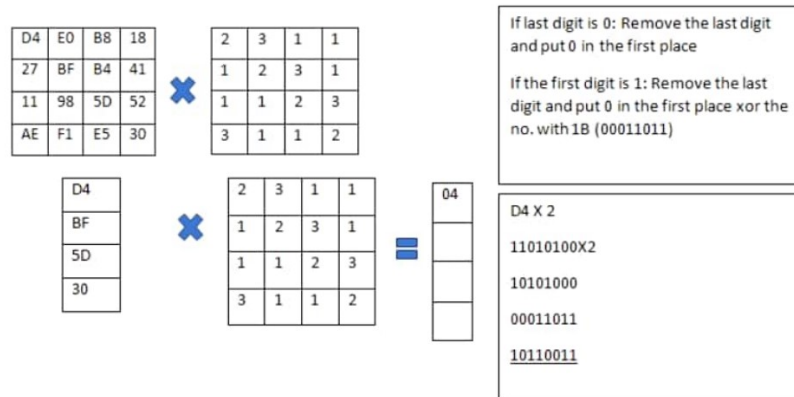 D4 E0 B8 18
27 BF B4 41
11 98 5D 52
AE F1 E5 30
2 3 1 1
1 2 3 1
1 1 2 3
3 1 1 2
If last digit is 0: Remove the last digit
and put 0 in the first place
If the first digit is 1: Remove the last
digit and put 0 in the first place xor the
no. with 1B (00011011)
D4
BF
5D
30
2 3 1 1
1 2 3 1
1 1 2 3
3 1 1 2
04
D4 X 2
11010100X2
10101000
00011011
10110011